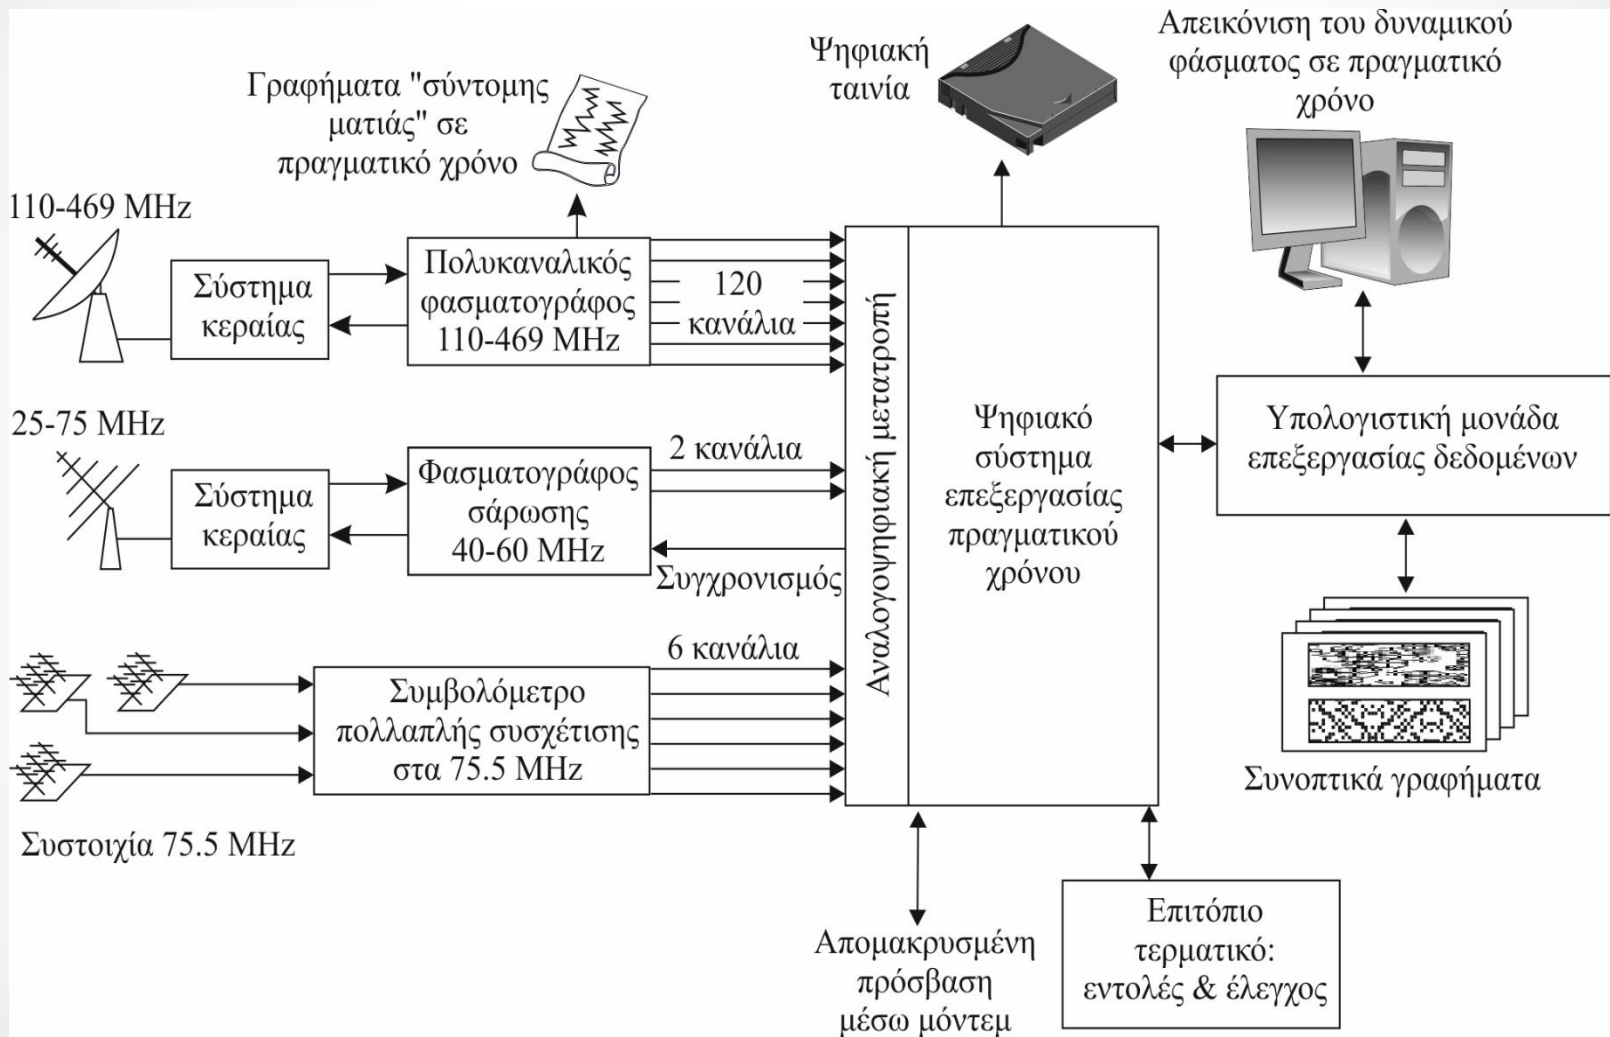 Γραφήματα "σύντομης
ματιάς" σε
πραγματικό χρόνο
Ψηφιακή
ταινία
Απεικόνιση του δυναμικού
φάσματος σε πραγματικό
χρόνο
110-469 MHz
Σύστημα
κεραίας
Πολυκαναλικός
φασματογράφος
110-469 MHz
120
κανάλια
25-75 MHz
Σύστημα
κεραίας
Φασματογράφος
σάρωσης
40-60 MHz
2 κανάλια
Συγχρονισμός
Συστοιχία 75.5 MHz
Συμβολόμετρο
πολλαπλής συσχέτισης
στα 75.5 MHz
6 κανάλια
Αναλογοψηφιακή μετατροπή
Ψηφιακό
σύστημα
επεξεργασίας
πραγματικού
χρόνου
Υπολογιστική μονάδα
επεξεργασίας δεδομένων
Συνοπτικά γραφήματα
Απομακρυσμένη
πρόσβαση
μέσω μόντεμ
Επιτόπιο
τερματικό:
εντολές & έλεγχος